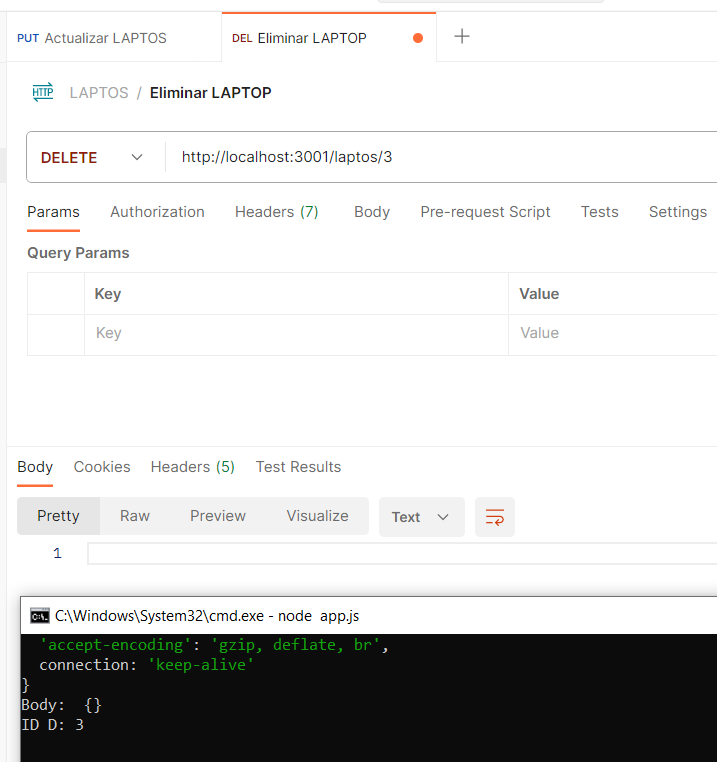 PUT Actualizar LAPTOS
DEL Eliminar LAPTOP
HTTP LAPTOS / Eliminar LAPTOP
DELETE http://localhost:3001/laptos/3
Params Authorization Headers (7) Body Pre-request Script Tests Settings
Query Params
Key Value
Key Value
Body Cookies Headers (5) Test Results
Pretty Raw Preview Visualize Text
1
C:\Windows\System32\cmd.exe - node  app.js
'accept-encoding': 'gzip, deflate, br',
connection: 'keep-alive'
}
Body:  {}
ID D: 3